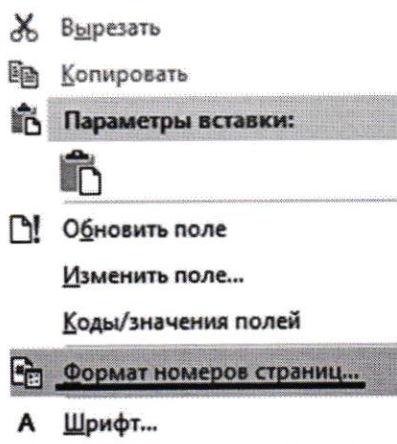 Вырезать
Копировать
Параметры вставки:
Обновить поле
Изменить поле...
Коды/значения полей
Формат номеров страниц...
Шрифт...